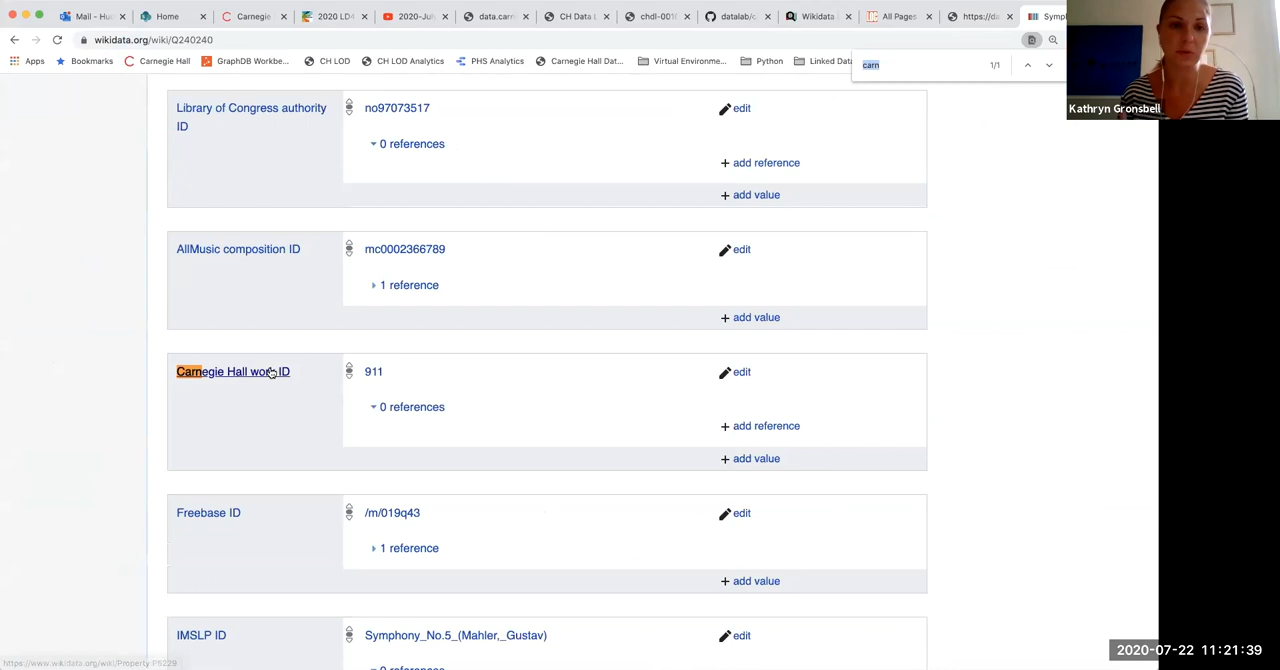 Mail - Hu
Home
Carnegie
2020 LD4
2020-Jul
data.carn
CH Data
chdl-001
datalab/c
Wikidata
All Pages
https://da
Symph
wikidata.org/wiki/Q240240
Apps
Bookmarks
Carnegie Hall
GraphDB Workbe...
CH LOD
CH LOD Analytics
PHS Analytics
Carnegie Hall Dat...
Virtual Environme...
Python
Linked Data
carn
1/1
Kathryn Gronsbell
Library of Congress authority
ID
no97073517
edit
0 references
+ add reference
+ add value
AllMusic composition ID
mc0002366789
edit
1 reference
+ add value
Carnegie Hall work ID
911
edit
0 references
+ add reference
+ add value
Freebase ID
/m/019q43
edit
1 reference
+ add value
IMSLP ID
Symphony_No.5_(Mahler,_Gustav)
edit
0 references
https://www.wikidata.org/wiki/Property:P5229
2020-07-22 11:21:39